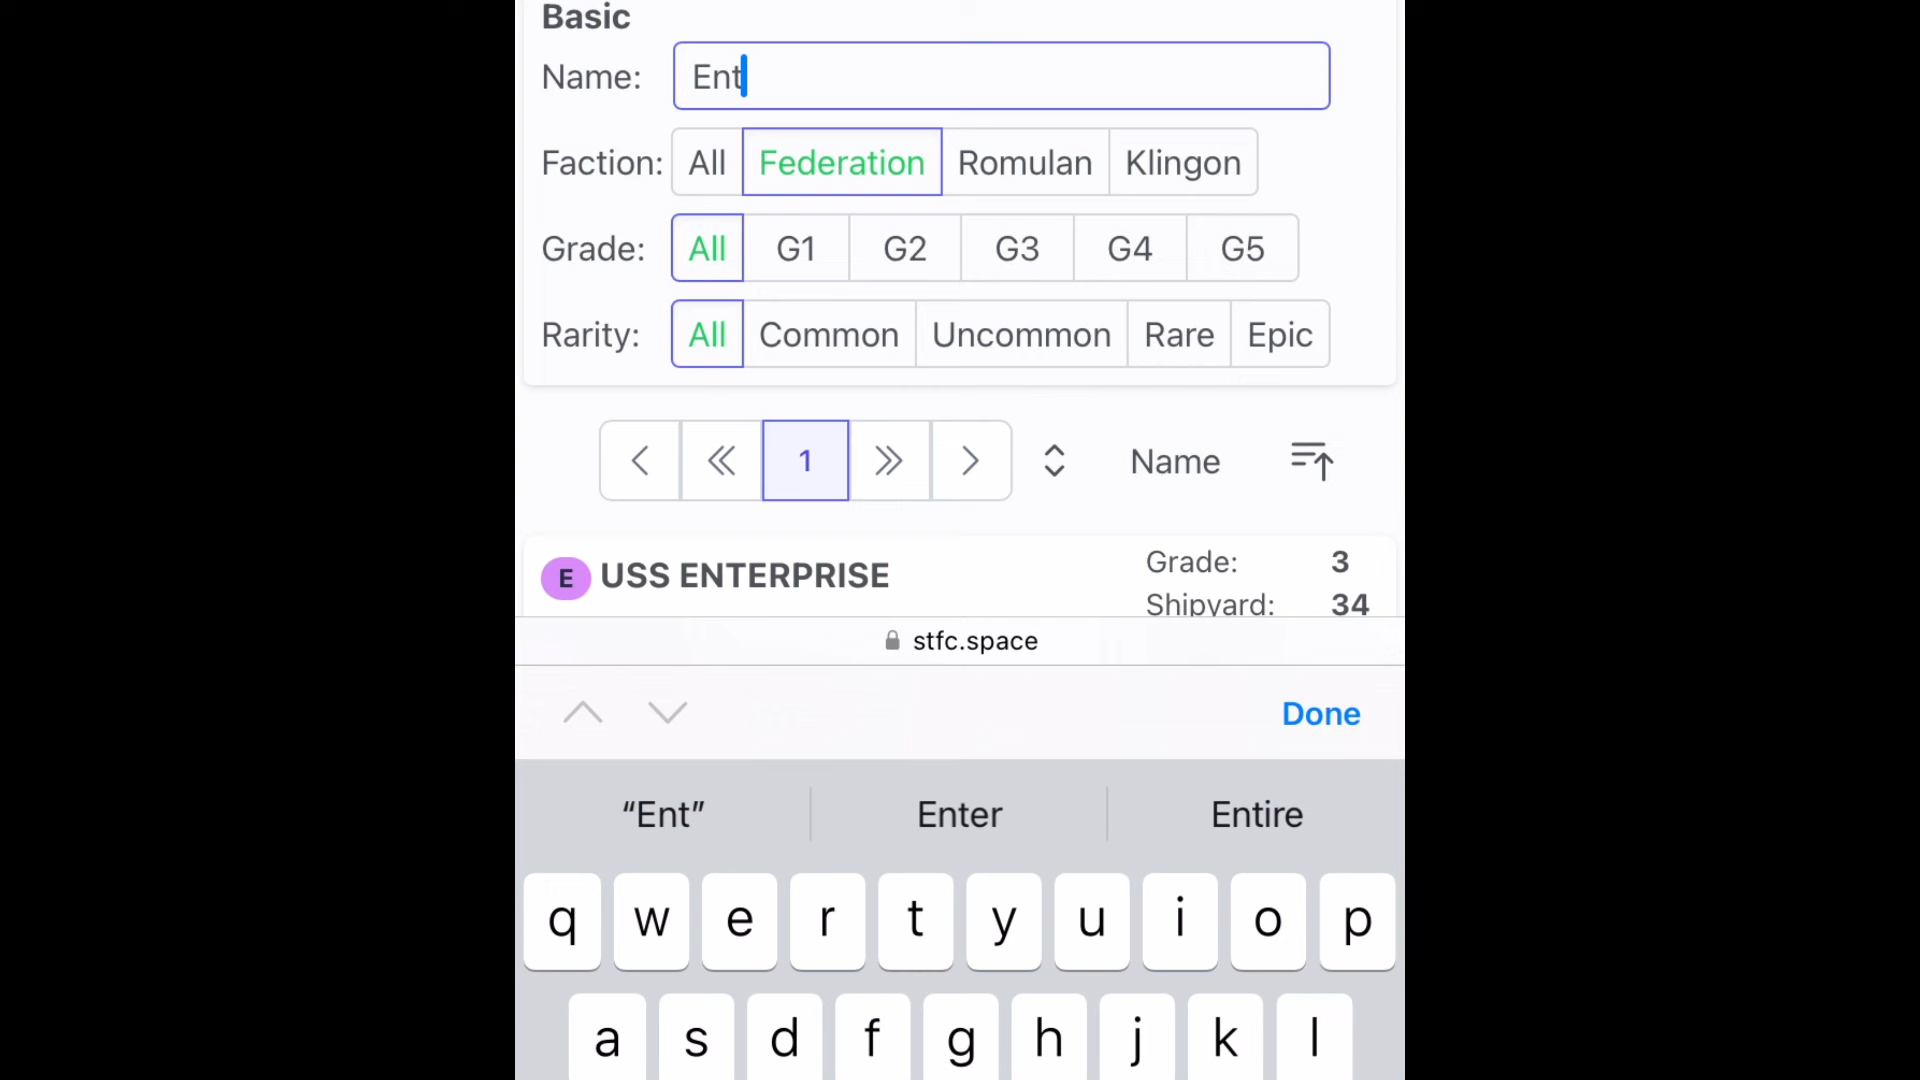 Basic
Name: Ent
Faction: All Federation Romulan Klingon
Grade: All G1 G2 G3 G4 G5
Rarity: All Common Uncommon Rare Epic
1 Name
E USS ENTERPRISE Grade: 3
Shipyard: 34
stfc.space
Done
“Ent” Enter Entire
q w e r t y u i o p
a s d f g h j k l